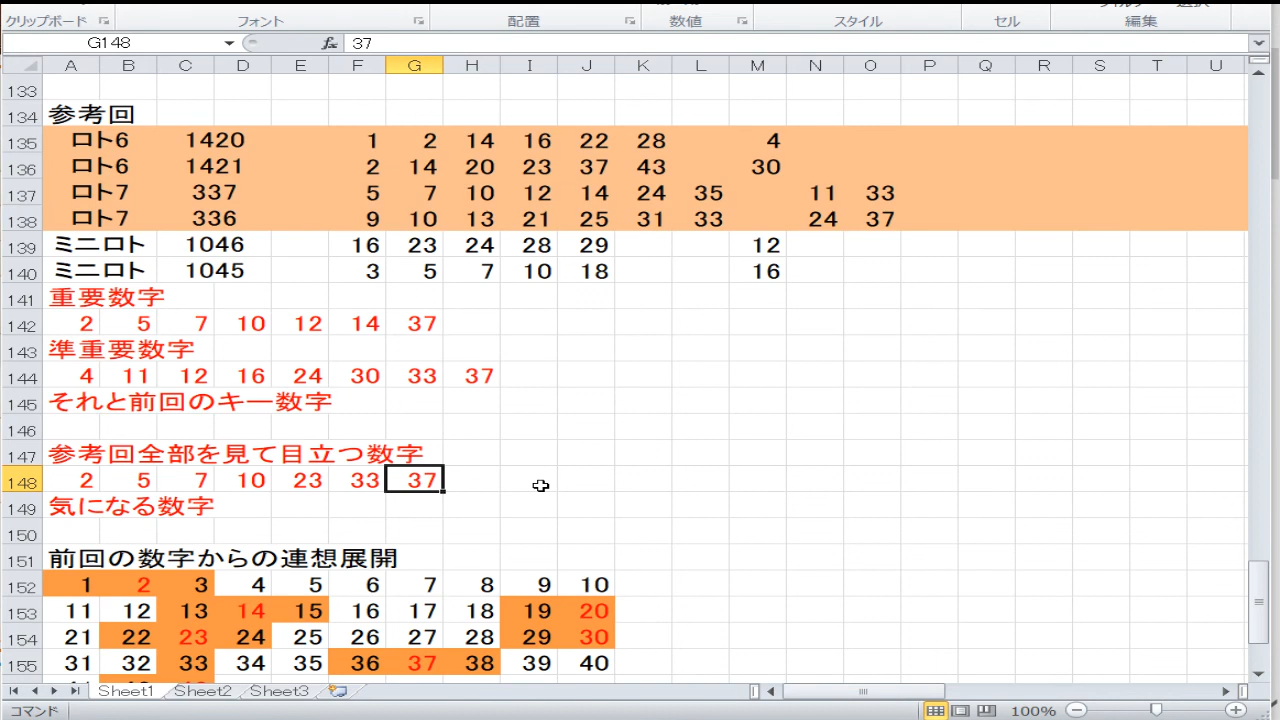 クリップボード フォント 配置 数値 スタイル セル 編集
G148 fx 37
A B C D E F G H I J K L M N O P Q R S T U
133
134 参考回
135 ロト6 1420 1 2 14 16 22 28 4
136 ロト6 1421 2 14 20 23 37 43 30
137 ロト7 337 5 7 10 12 14 24 35 11 33
138 ロト7 336 9 10 13 21 25 31 33 24 37
139 ミニロト 1046 16 23 24 28 29 12
140 ミニロト 1045 3 5 7 10 18 16
141 重要数字
142 2 5 7 10 12 14 37
143 準重要数字
144 4 11 12 16 24 30 33 37
145 それと前回のキー数字
146
147 参考回全部を見て目立つ数字
148 2 5 7 10 23 33 37
149 気になる数字
150
151 前回の数字からの連想展開
152 1 2 3 4 5 6 7 8 9 10
153 11 12 13 14 15 16 17 18 19 20
154 21 22 23 24 25 26 27 28 29 30
155 31 32 33 34 35 36 37 38 39 40
Sheet1 Sheet2 Sheet3
コマンド 100%